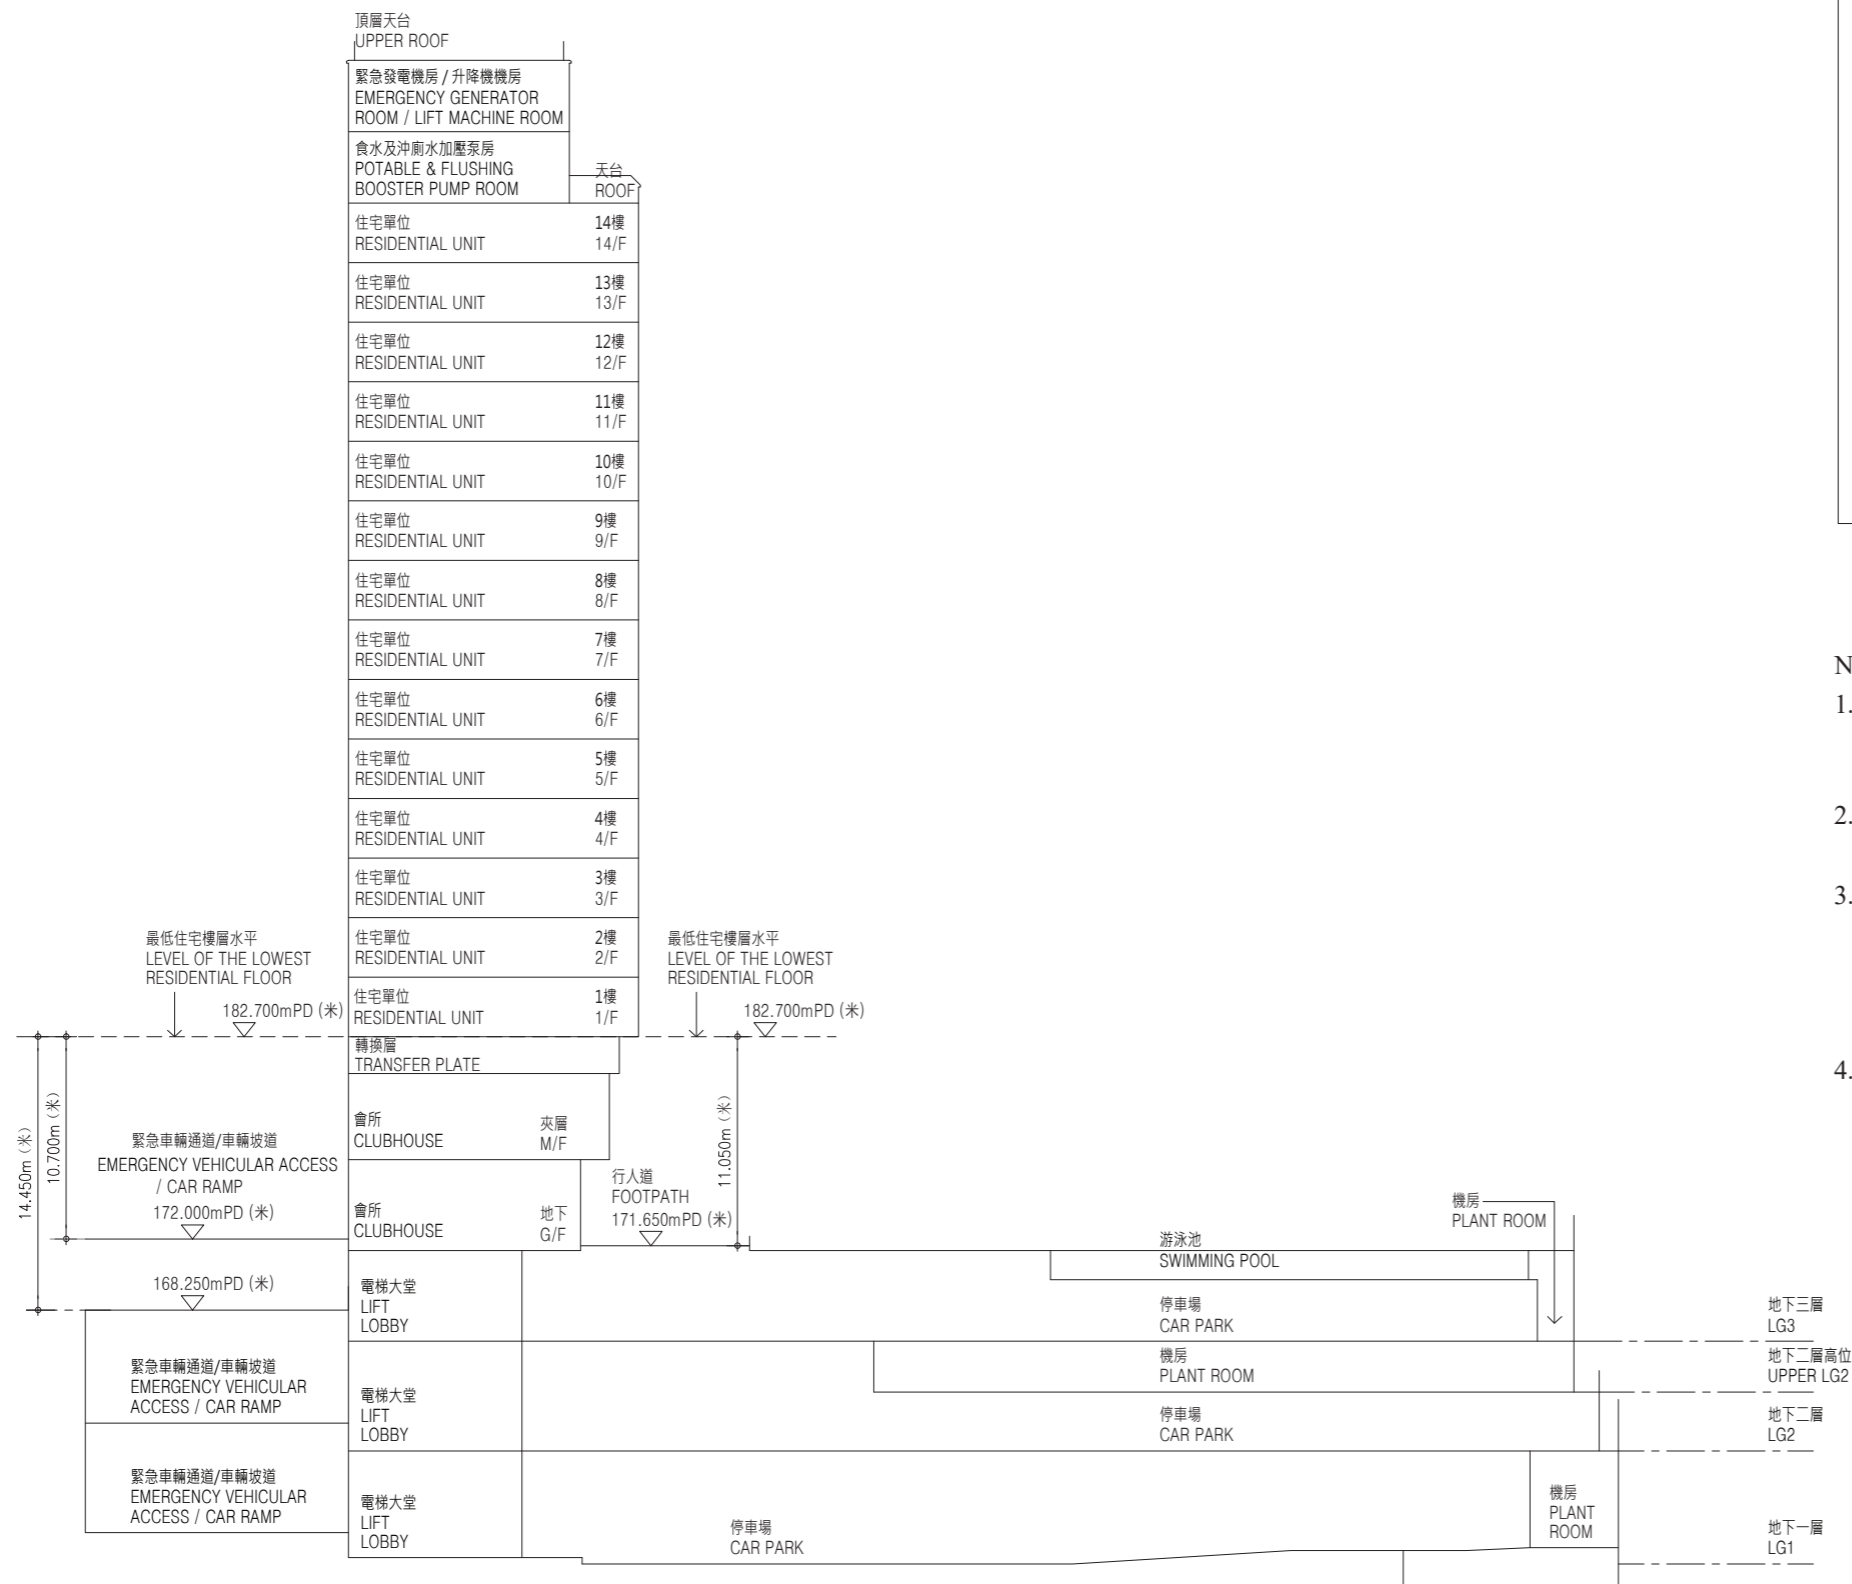 頂層天台
UPPER ROOF
緊急發電機房 / 升降機機房
EMERGENCY GENERATOR
ROOM / LIFT MACHINE ROOM
食水及沖廁水加壓泵房
POTABLE & FLUSHING
BOOSTER PUMP ROOM
天台
ROOF
住宅單位 14樓
RESIDENTIAL UNIT 14/F
住宅單位 13樓
RESIDENTIAL UNIT 13/F
住宅單位 12樓
RESIDENTIAL UNIT 12/F
住宅單位 11樓
RESIDENTIAL UNIT 11/F
住宅單位 10樓
RESIDENTIAL UNIT 10/F
住宅單位 9樓
RESIDENTIAL UNIT 9/F
住宅單位 8樓
RESIDENTIAL UNIT 8/F
住宅單位 7樓
RESIDENTIAL UNIT 7/F
住宅單位 6樓
RESIDENTIAL UNIT 6/F
住宅單位 5樓
RESIDENTIAL UNIT 5/F
住宅單位 4樓
RESIDENTIAL UNIT 4/F
住宅單位 3樓
RESIDENTIAL UNIT 3/F
住宅單位 2樓
RESIDENTIAL UNIT 2/F
住宅單位 1樓
RESIDENTIAL UNIT 1/F
最低住宅樓層水平
LEVEL OF THE LOWEST
RESIDENTIAL FLOOR
182.700mPD (米)
最低住宅樓層水平
LEVEL OF THE LOWEST
RESIDENTIAL FLOOR
182.700mPD (米)
轉換層
TRANSFER PLATE
14.450m (米)
10.700m (米)
11.050m (米)
會所 夾層
CLUBHOUSE M/F
緊急車輛通道/車輛坡道
EMERGENCY VEHICULAR ACCESS
/ CAR RAMP
172.000mPD (米)
會所 地下
CLUBHOUSE G/F
行人道
FOOTPATH
171.650mPD (米)
機房
PLANT ROOM
游泳池
SWIMMING POOL
168.250mPD (米)
電梯大堂
LIFT
LOBBY
停車場
CAR PARK
地下三層
LG3
機房
PLANT ROOM
地下二層高位
UPPER LG2
緊急車輛通道/車輛坡道
EMERGENCY VEHICULAR
ACCESS / CAR RAMP
電梯大堂
LIFT
LOBBY
停車場
CAR PARK
地下二層
LG2
緊急車輛通道/車輛坡道
EMERGENCY VEHICULAR
ACCESS / CAR RAMP
電梯大堂
LIFT
LOBBY
停車場
CAR PARK
機房
PLANT
ROOM
地下一層
LG1
N
1.
2.
3.
4.